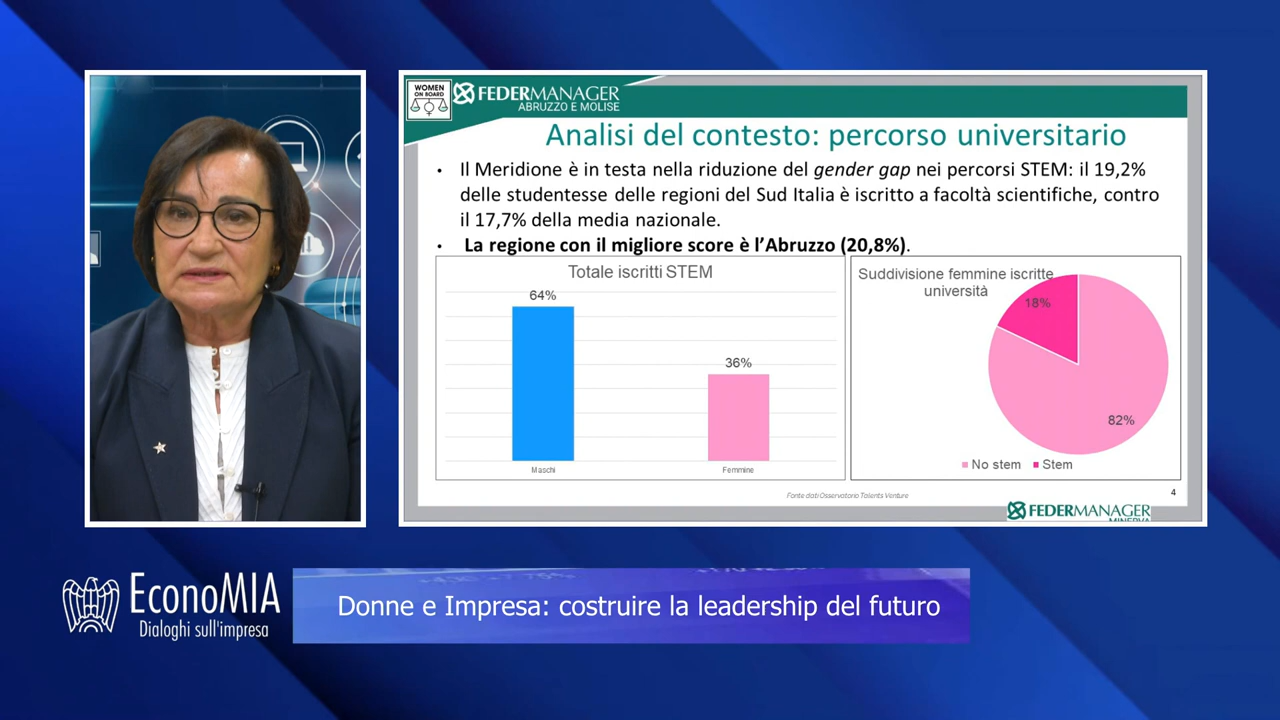 WOMEN
ON BOARD
FEDERMANAGER
ABRUZZO E MOLISE
Analisi del contesto: percorso universitario
• Il Meridione è in testa nella riduzione del gender gap nei percorsi STEM: il 19,2%
delle studentesse delle regioni del Sud Italia è iscritto a facoltà scientifiche, contro
il 17,7% della media nazionale.
• La regione con il migliore score è l'Abruzzo (20,8%).
Totale iscritti STEM
64%
36%
Maschi
Femmine
Suddivisione femmine iscritte
università
18%
82%
No stem
Stem
Fonte dati Osservatorio Talents Venture
4
FEDERMANAGER
MINERVA
EconoMIA
Dialoghi sull'impresa
Donne e Impresa: costruire la leadership del futuro